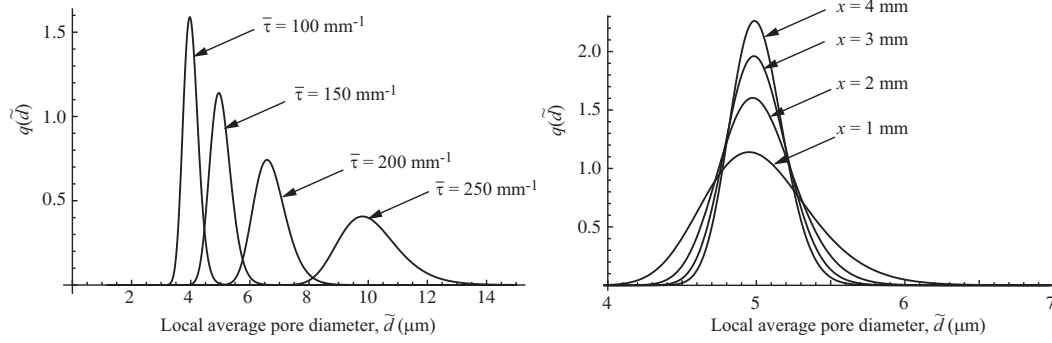 1.5
1.0
0.5
q(d̃)
τ̅ = 100 mm⁻¹
τ̅ = 150 mm⁻¹
τ̅ = 200 mm⁻¹
τ̅ = 250 mm⁻¹
2 4 6 8 10 12 14
Local average pore diameter, d̃ (µm)
2.0
1.5
1.0
0.5
q(d̃)
x = 4 mm
x = 3 mm
x = 2 mm
x = 1 mm
4 5 6 7
Local average pore diameter, d̃ (µm)